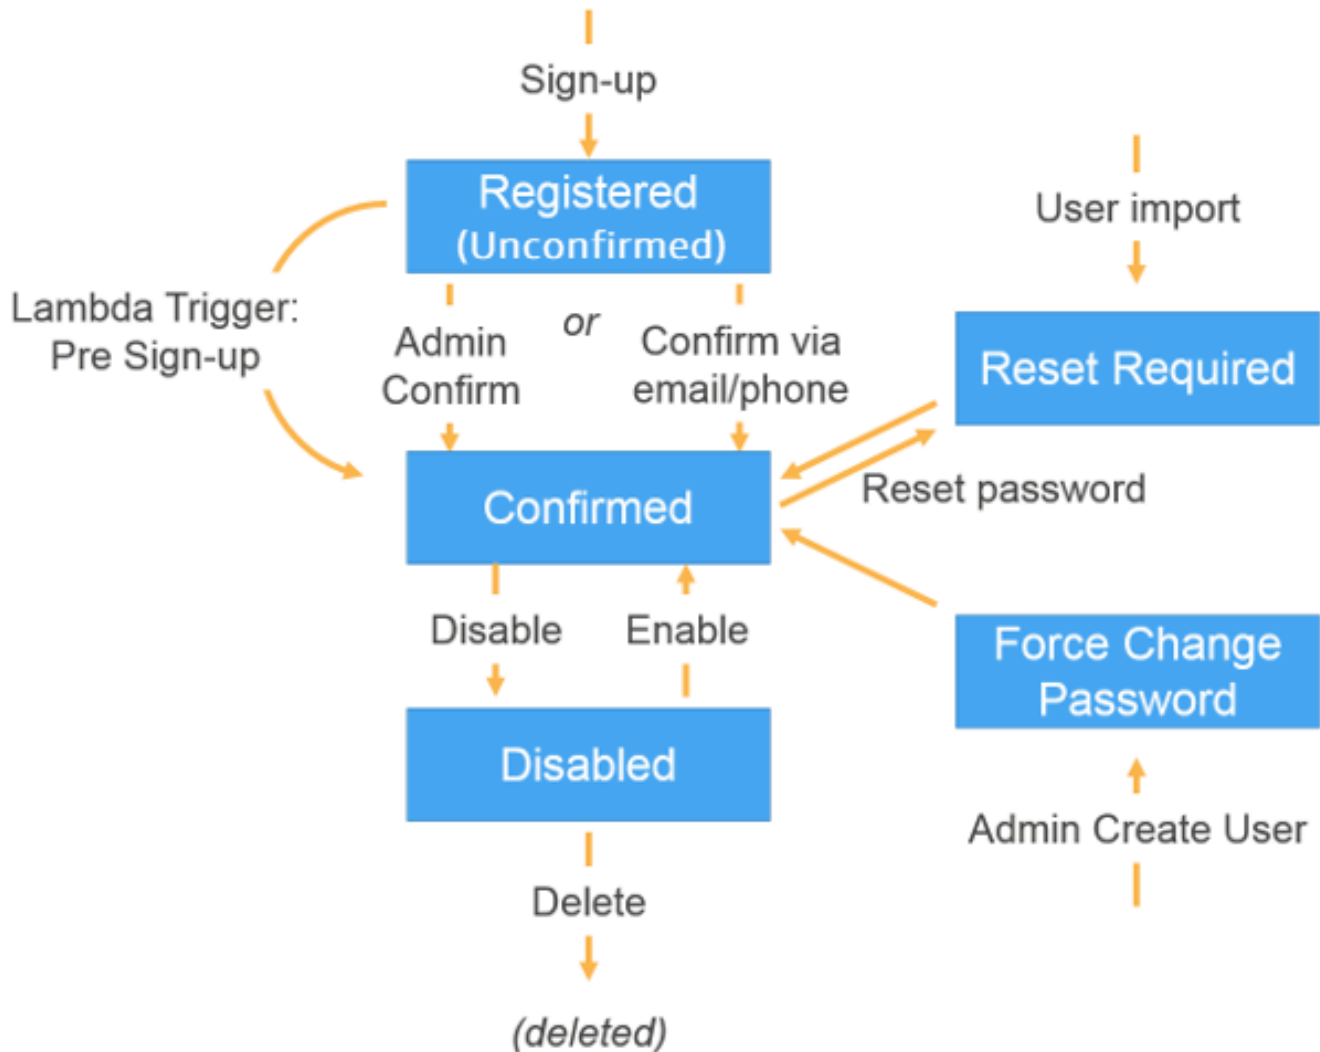 Sign-up
Registered
(Unconfirmed)
User import
Lambda Trigger:
Pre Sign-up
Admin
Confirm
or
Confirm via
email/phone
Reset Required
Confirmed
Reset password
Disable
Enable
Force Change
Password
Disabled
Admin Create User
Delete
(deleted)